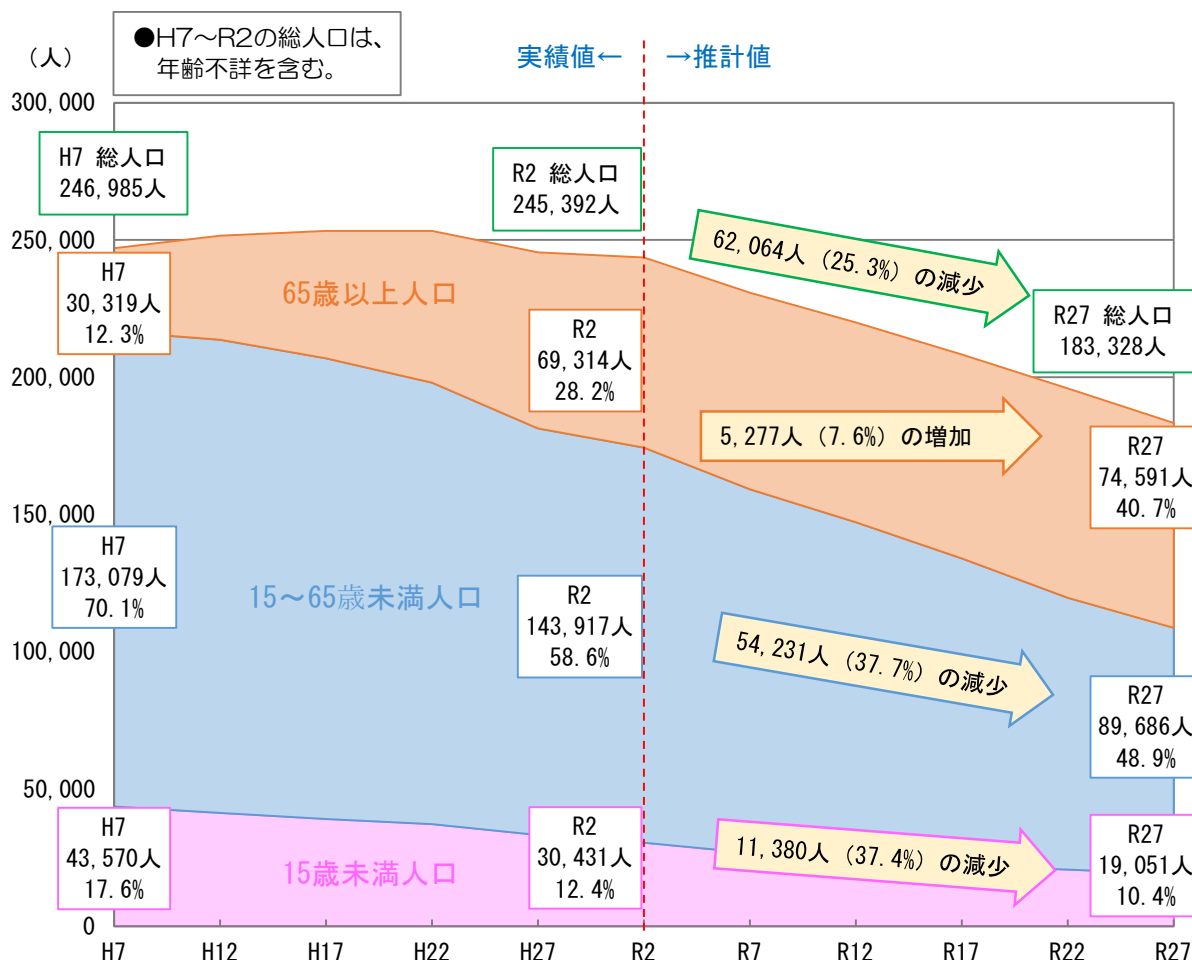 ●H7～R2の総人口は、
年齢不詳を含む。
（人）
実績値←
→推計値
300,000
250,000
200,000
150,000
100,000
50,000
0
H7 総人口
246,985人
R2 総人口
245,392人
62,064人（25.3%）の減少
R27 総人口
183,328人
H7
30,319人
12.3%
65歳以上人口
R2
69,314人
28.2%
5,277人（7.6%）の増加
R27
74,591人
40.7%
H7
173,079人
70.1%
15～65歳未満人口
R2
143,917人
58.6%
54,231人（37.7%）の減少
R27
89,686人
48.9%
H7
43,570人
17.6%
15歳未満人口
R2
30,431人
12.4%
11,380人（37.4%）の減少
R27
19,051人
10.4%
H7 H12 H17 H22 H27 R2 R7 R12 R17 R22 R27